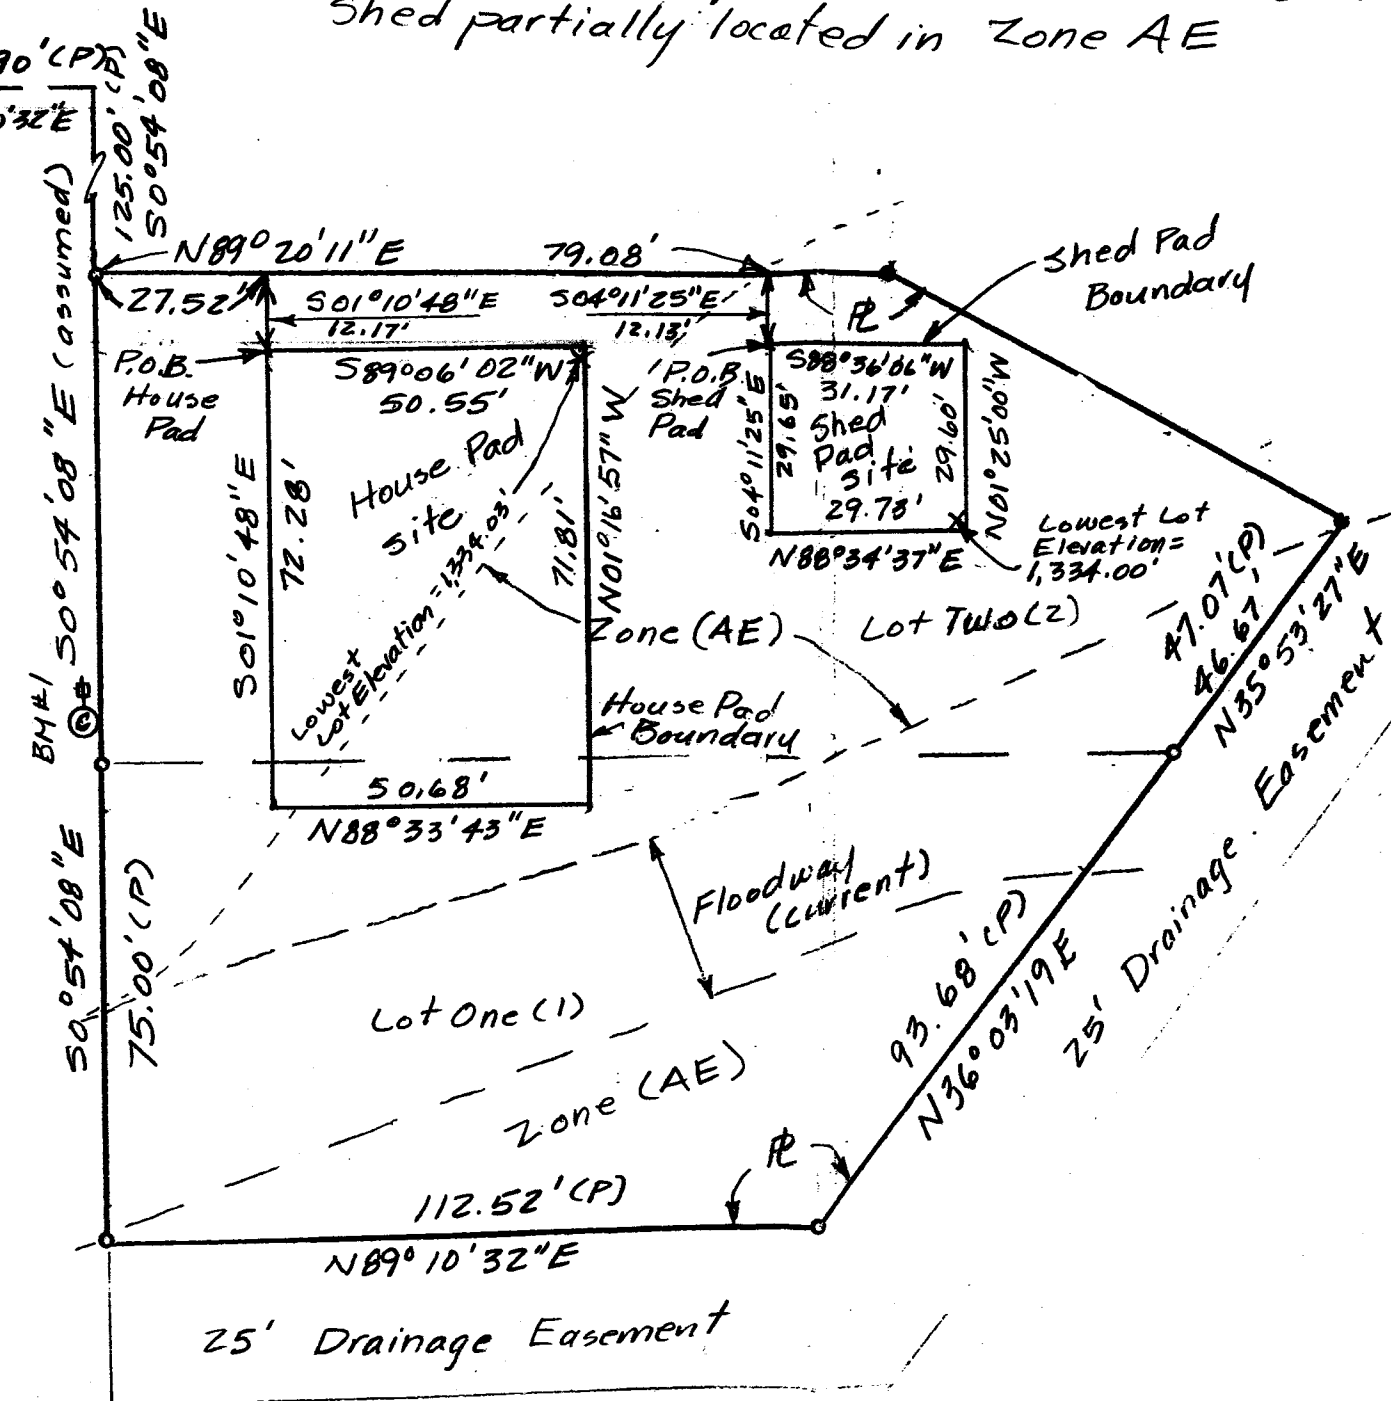 Shed partially located in Zone AE
90'(P)
5'32"E
125.00'(P)
S0°54'08"E
S0°54'08"E (assumed)
N89°20'11"E
79.08'
27.52'
S01°10'48"E
12.17'
S04°11'25"E
12.13'
PL
Shed Pad
Boundary
P.O.B.
House
Pad
S89°06'02"W
50.55'
P.O.B.
Shed
Pad
S88°36'06"W
31.17'
Shed
Pad
Site
29.73'
N88°34'37"E
S04°11'25"E
29.65'
29.60'
N01°25'00"W
House Pad
Site
S01°10'48"E
72.28'
71.81'
N01°16'57"W
Lowest
Lot Elevation = 1,334.03'
Lowest Lot
Elevation=
1,334.00'
Zone (AE)
Lot Two (2)
47.07'(P)
46.67'
N35°53'27"E
House Pad
Boundary
BM#1
50.68'
N88°33'43"E
25' Drainage Easement
Floodway
(current)
S0°54'08"E
75.00'(P)
Lot One (1)
93.68'(P)
N36°03'19E
Zone (AE)
PL
112.52'(P)
N89°10'32"E
25' Drainage Easement